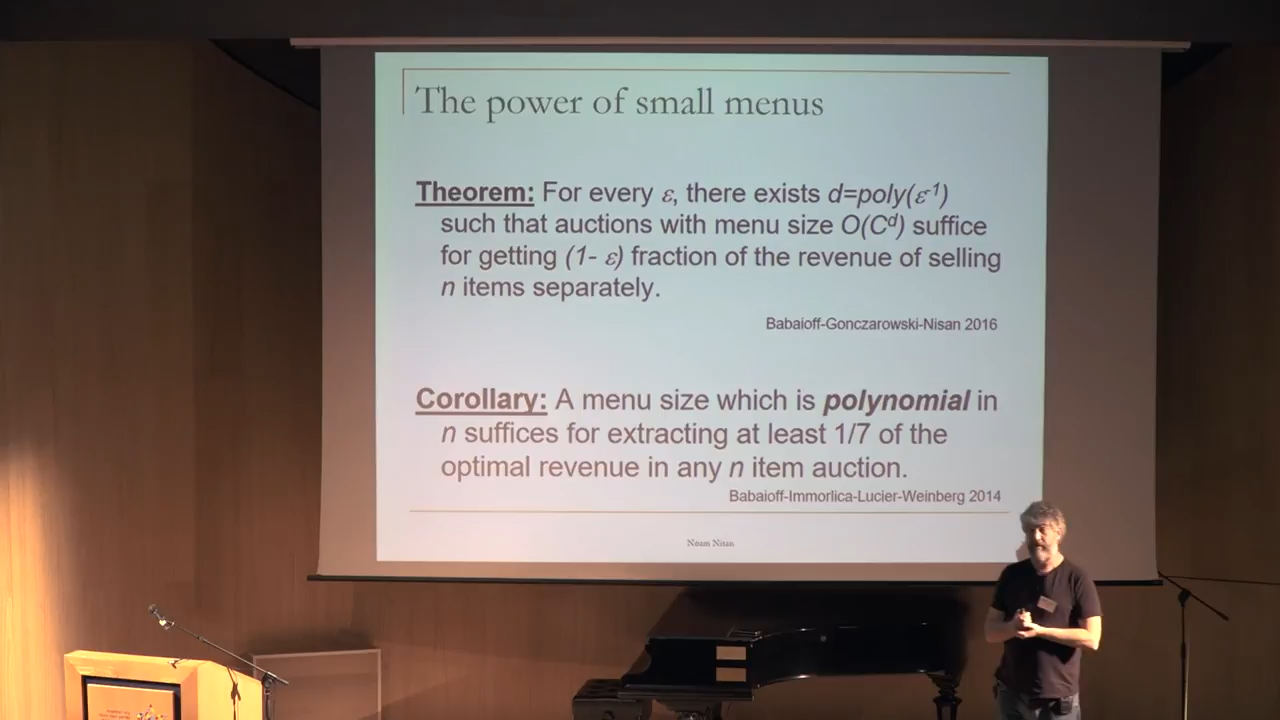 The power of small menus
Theorem: For every ε, there exists d=poly(ε⁻¹)
such that auctions with menu size O(Cᵈ) suffice
for getting (1- ε) fraction of the revenue of selling
n items separately.
Babaioff-Gonczarowski-Nisan 2016
Corollary: A menu size which is polynomial in
n suffices for extracting at least 1/7 of the
optimal revenue in any n item auction.
Babaioff-Immorlica-Lucier-Weinberg 2014
Noam Nisan